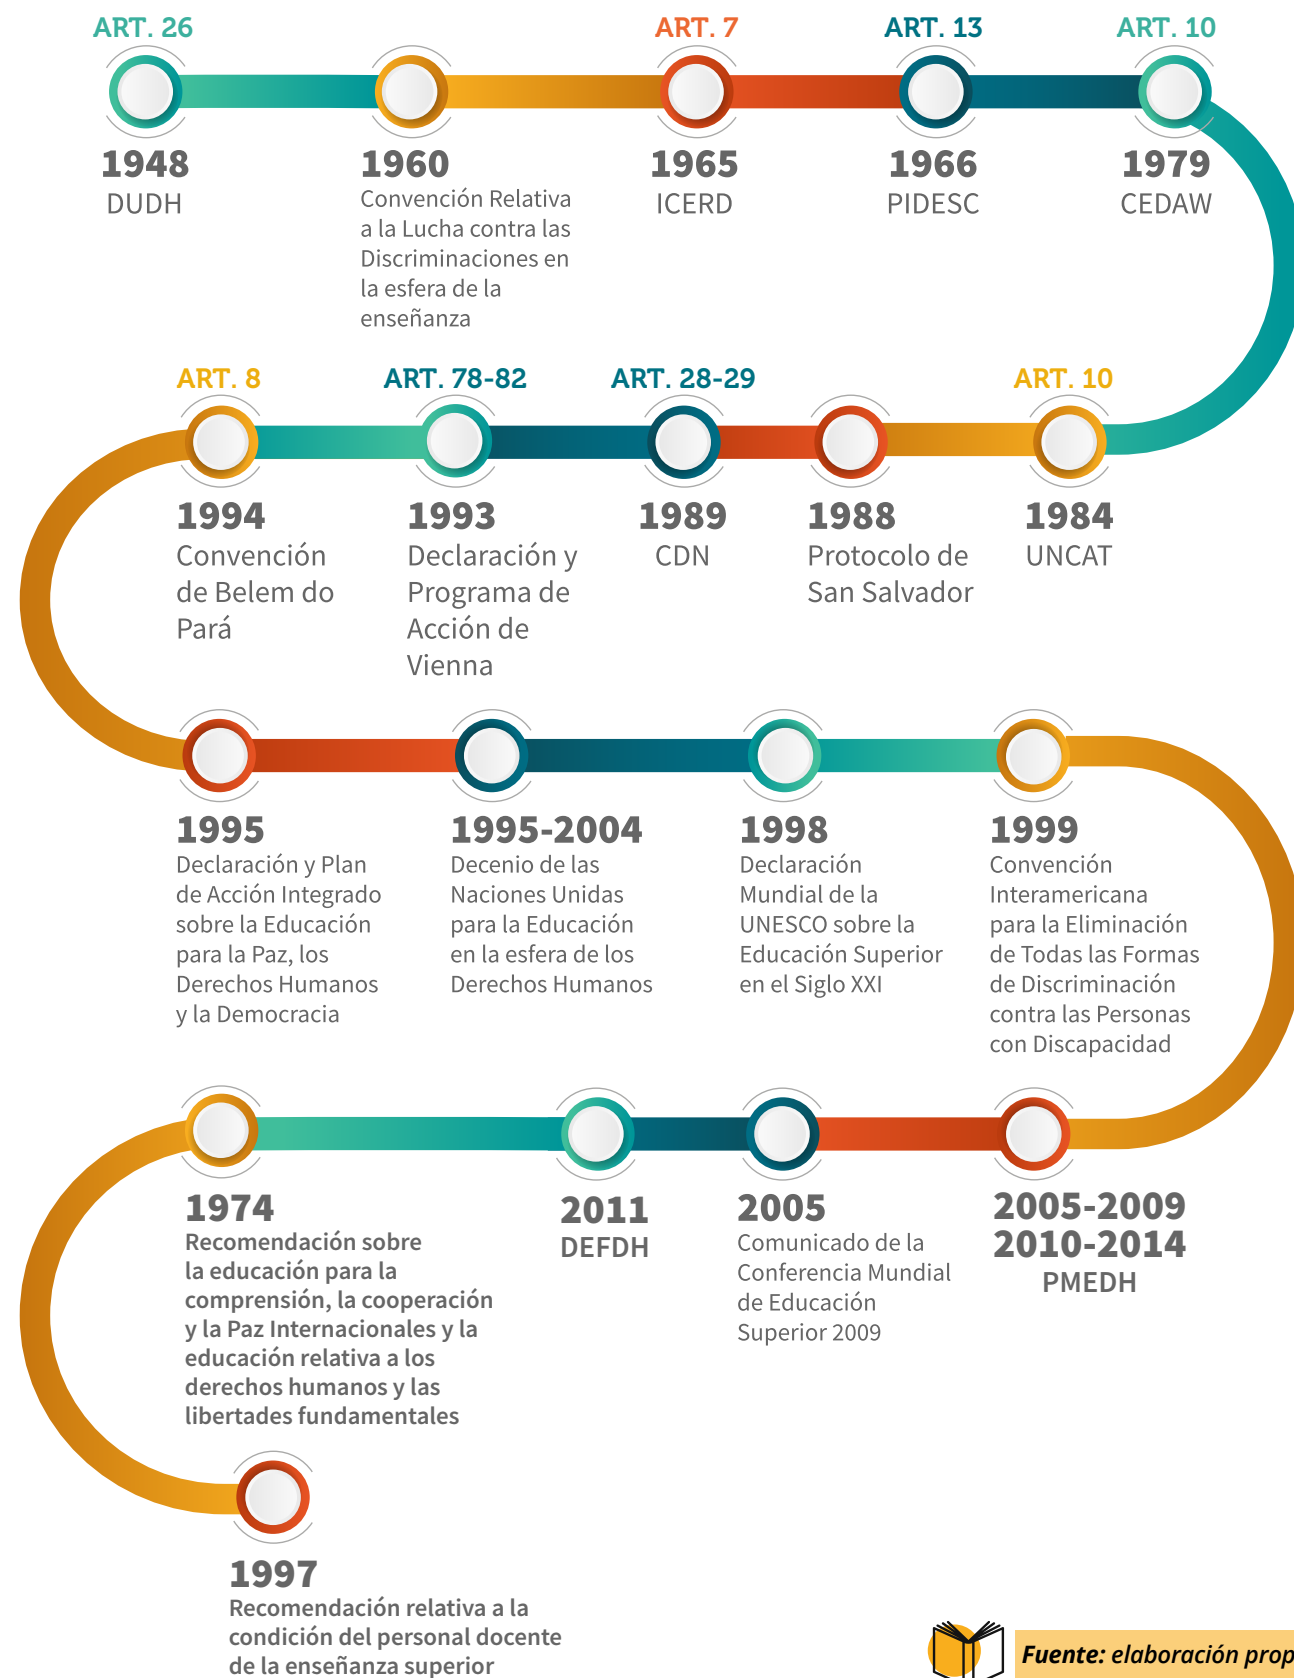 ART. 26
1948
DUDH
1960
Convención Relativa
a la Lucha contra las
Discriminaciones en
la esfera de la
enseñanza
ART. 7
1965
ICERD
ART. 13
1966
PIDESC
ART. 10
1979
CEDAW
ART. 10
1984
UNCAT
1988
Protocolo de
San Salvador
ART. 28-29
1989
CDN
ART. 78-82
1993
Declaración y
Programa de
Acción de
Vienna
ART. 8
1994
Convención
de Belem do
Pará
1995
Declaración y Plan
de Acción Integrado
sobre la Educación
para la Paz, los
Derechos Humanos
y la Democracia
1995-2004
Decenio de las
Naciones Unidas
para la Educación
en la esfera de los
Derechos Humanos
1998
Declaración
Mundial de la
UNESCO sobre la
Educación Superior
en el Siglo XXI
1999
Convención
Interamericana
para la Eliminación
de Todas las Formas
de Discriminación
contra las Personas
con Discapacidad
2005-2009
2010-2014
PMEDH
2005
Comunicado de la
Conferencia Mundial
de Educación
Superior 2009
2011
DEFDH
1974
Recomendación sobre
la educación para la
comprensión, la cooperación
y la Paz Internacionales y la
educación relativa a los
derechos humanos y las
libertades fundamentales
1997
Recomendación relativa a la
condición del personal docente
de la enseñanza superior
Fuente: elaboración prop